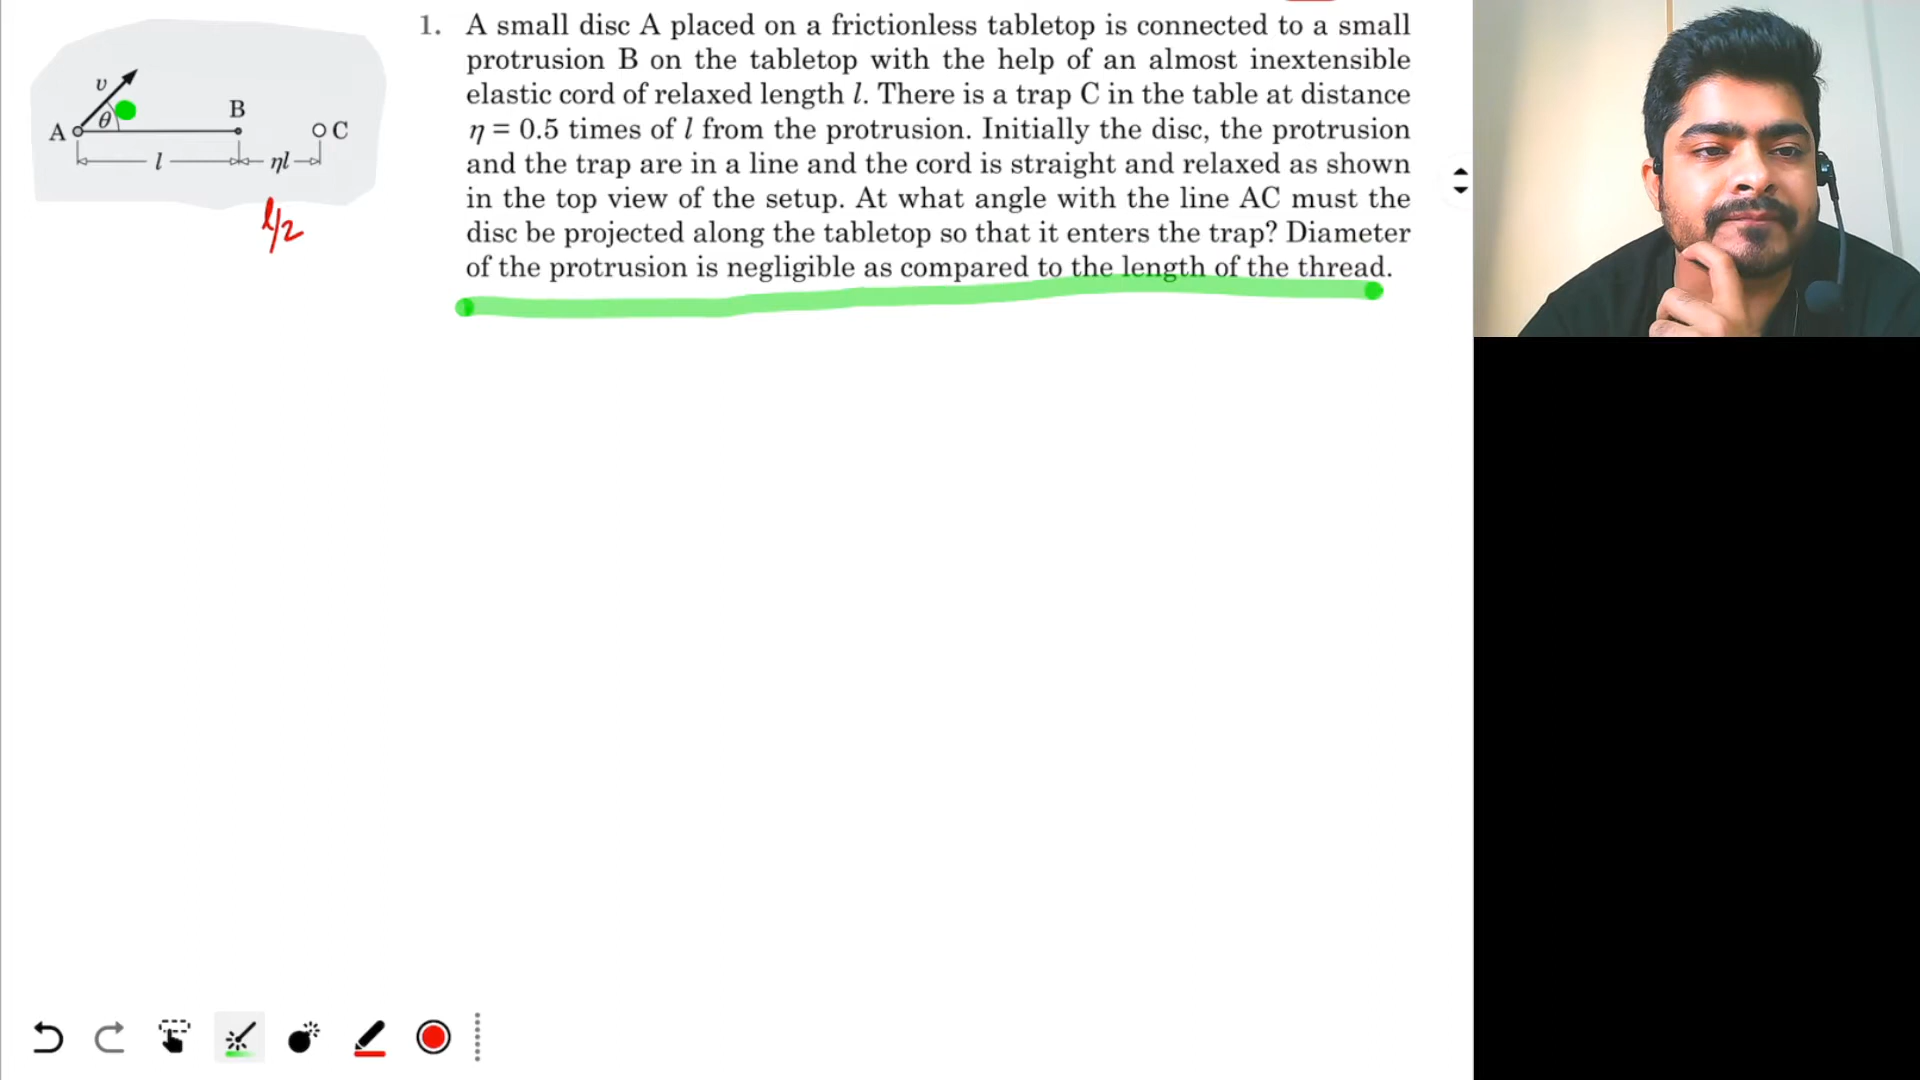 1. A small disc A placed on a frictionless tabletop is connected to a small
protrusion B on the tabletop with the help of an almost inextensible
elastic cord of relaxed length l. There is a trap C in the table at distance
η = 0.5 times of l from the protrusion. Initially the disc, the protrusion
and the trap are in a line and the cord is straight and relaxed as shown
in the top view of the setup. At what angle with the line AC must the
disc be projected along the tabletop so that it enters the trap? Diameter
of the protrusion is negligible as compared to the length of the thread.
υ
θ
A
B
C
l
ηl
l/2